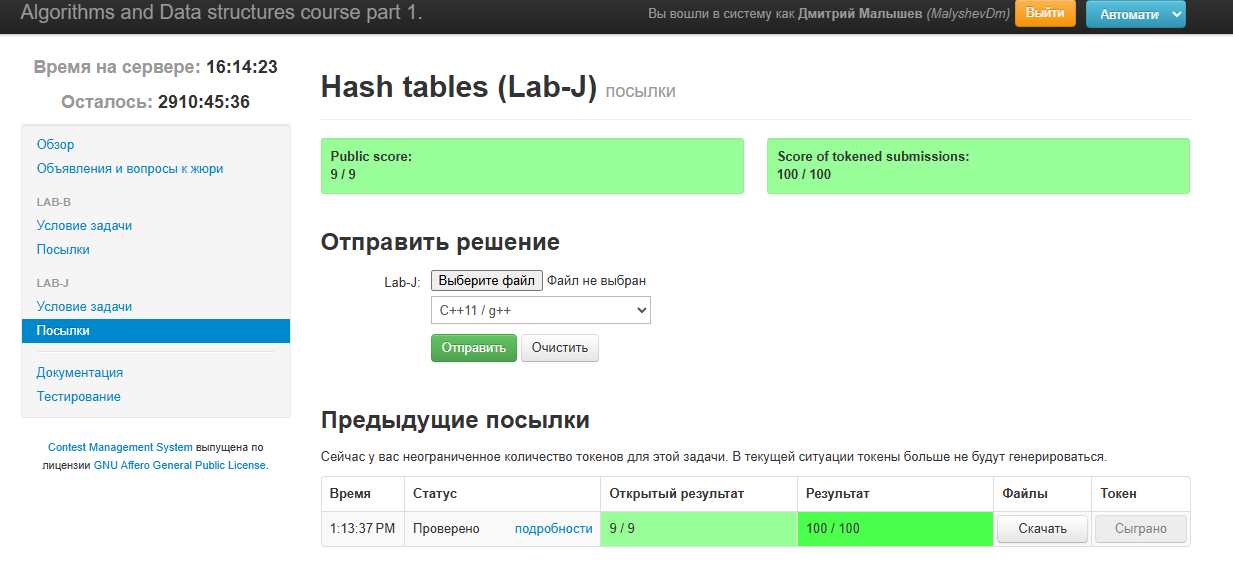 Algorithms and Data structures course part 1.
Вы вошли в систему как Дмитрий Малышев (MalyshevDm) Выйти Автомати
Время на сервере: 16:14:23
Осталось: 2910:45:36
Обзор
Объявления и вопросы к жюри
LAB-B
Условие задачи
Посылки
LAB-J
Условие задачи
Посылки
Документация
Тестирование
Contest Management System выпущена по
лицензии GNU Affero General Public License.
Hash tables (Lab-J) посылки
Public score:
9 / 9
Score of tokened submissions:
100 / 100
Отправить решение
Lab-J: Выберите файл Файл не выбран
C++11 / g++
Отправить Очистить
Предыдущие посылки
Сейчас у вас неограниченное количество токенов для этой задачи. В текущей ситуации токены больше не будут генерироваться.
Время Статус Открытый результат Результат Файлы Токен
1:13:37 PM Проверено подробности 9 / 9 100 / 100 Скачать Сыграно